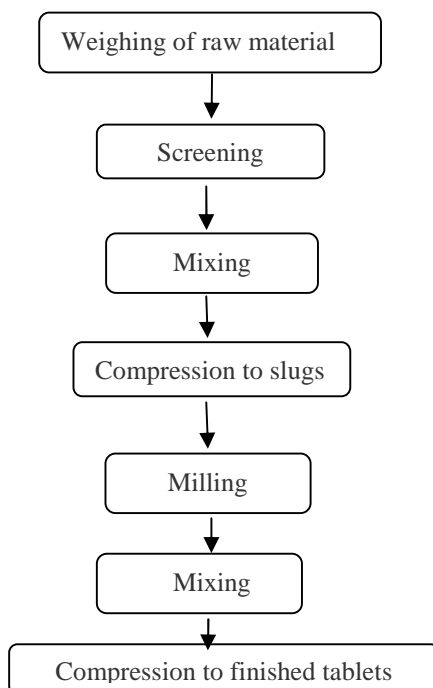 Weighing of raw material
Screening
Mixing
Compression to slugs
Milling
Mixing
Compression to finished tablets